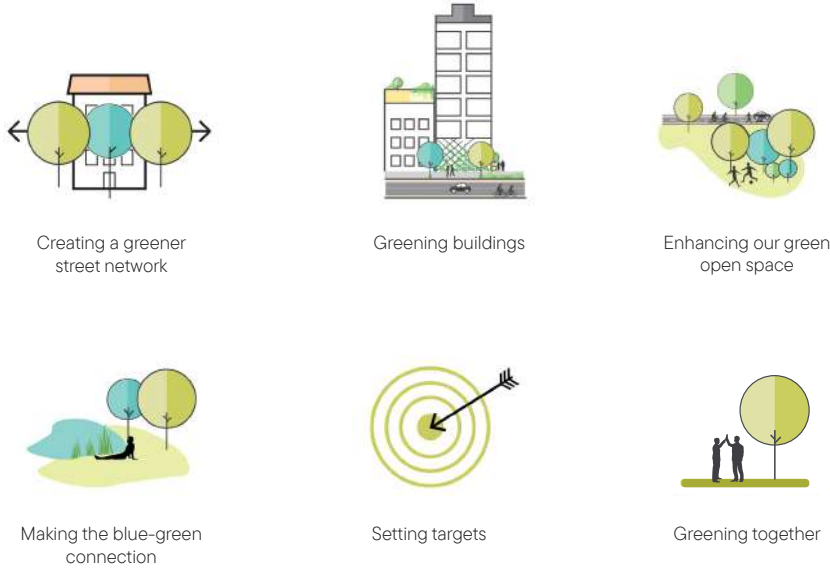 Creating a greener
street network
Greening buildings
Enhancing our green
open space
Making the blue-green
connection
Setting targets
Greening together